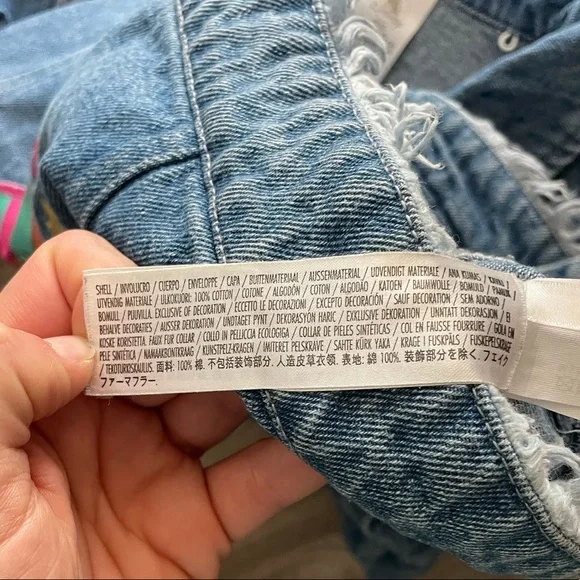 SHELL / INVOLUCRO / CUERPO / ENVELOPPE / CAPA / BUITENMATERIAAL / AUSSENMATERIAL / UDVENDIGT MATERIALE / ANA KUMAŞ /
UTVENDIG MATERIALE / ULKOKUORI: 100% COTTON / COTONE / ALGODÓN / COTON / ALGODÃO / KATOEN / BAUMWOLLE / BOMULD / PAMUK /
BOMULL / PUUVILLA. EXCLUSIVE OF DECORATION / ECCETTO LE DECORAZIONI / EXCEPTO DECORACIÓN / SAUF DECORATION / SEM ADORNO /
BEHALVE DECORATIES / AUSSER DEKORATION / UNDTAGET PYNT / DEKORASYON HARİÇ / EKSKLUSIVE DEKORATION /
KOSKE KORISTEITA. FAUX FUR COLLAR / COLLO IN PELLICCIA ECOLOGICA / COLLAR DE PIELES SINTÉTICAS / COL EN FAUSSE FOURRURE / GOLA EM
PELE SINTÉTICA / NAMAAKBONTKRAAG / KUNSTPELZ-KRAGEN / IMITERET PELSKRAVE / SAHTE KÜRK YAKA / KRAGE I FUSKPÄLS /
/ TEKOTURKISKAULUS. 面料: 100% 棉. 不包括装饰部分. 人造皮草衣领. 表地: 綿 100%. 装飾部分を除く. フェイク
ファーマフラー.